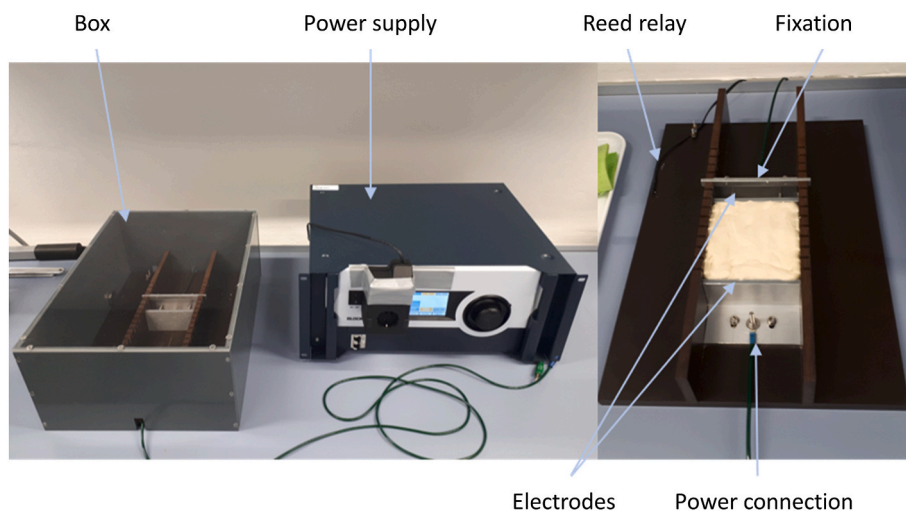 Box
Power supply
Reed relay
Fixation
Electrodes
Power connection